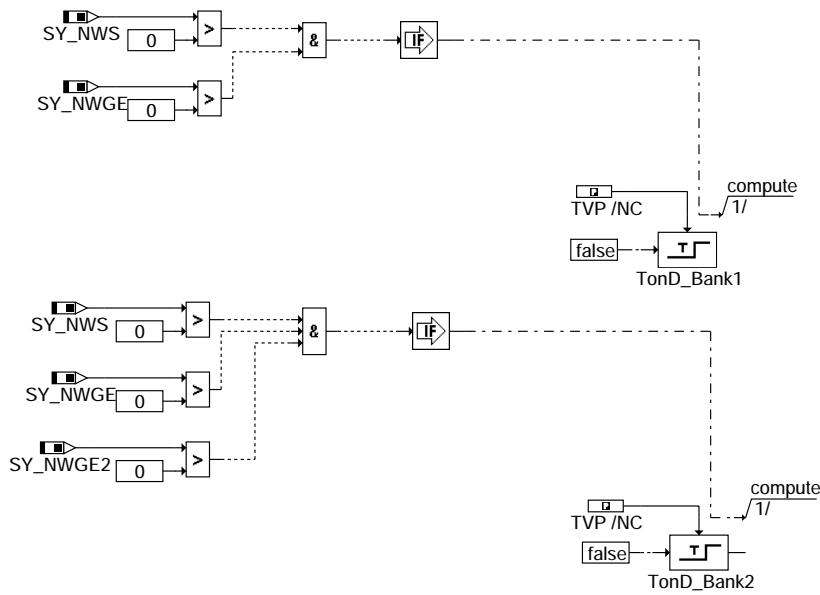 SY_NWS
0
>
&
IF
SY_NWGE
0
>
compute
1/
TVP /NC
false
T
TonD_Bank1
SY_NWS
0
>
&
IF
SY_NWGE
0
>
SY_NWGE2
0
>
compute
1/
TVP /NC
false
T
TonD_Bank2